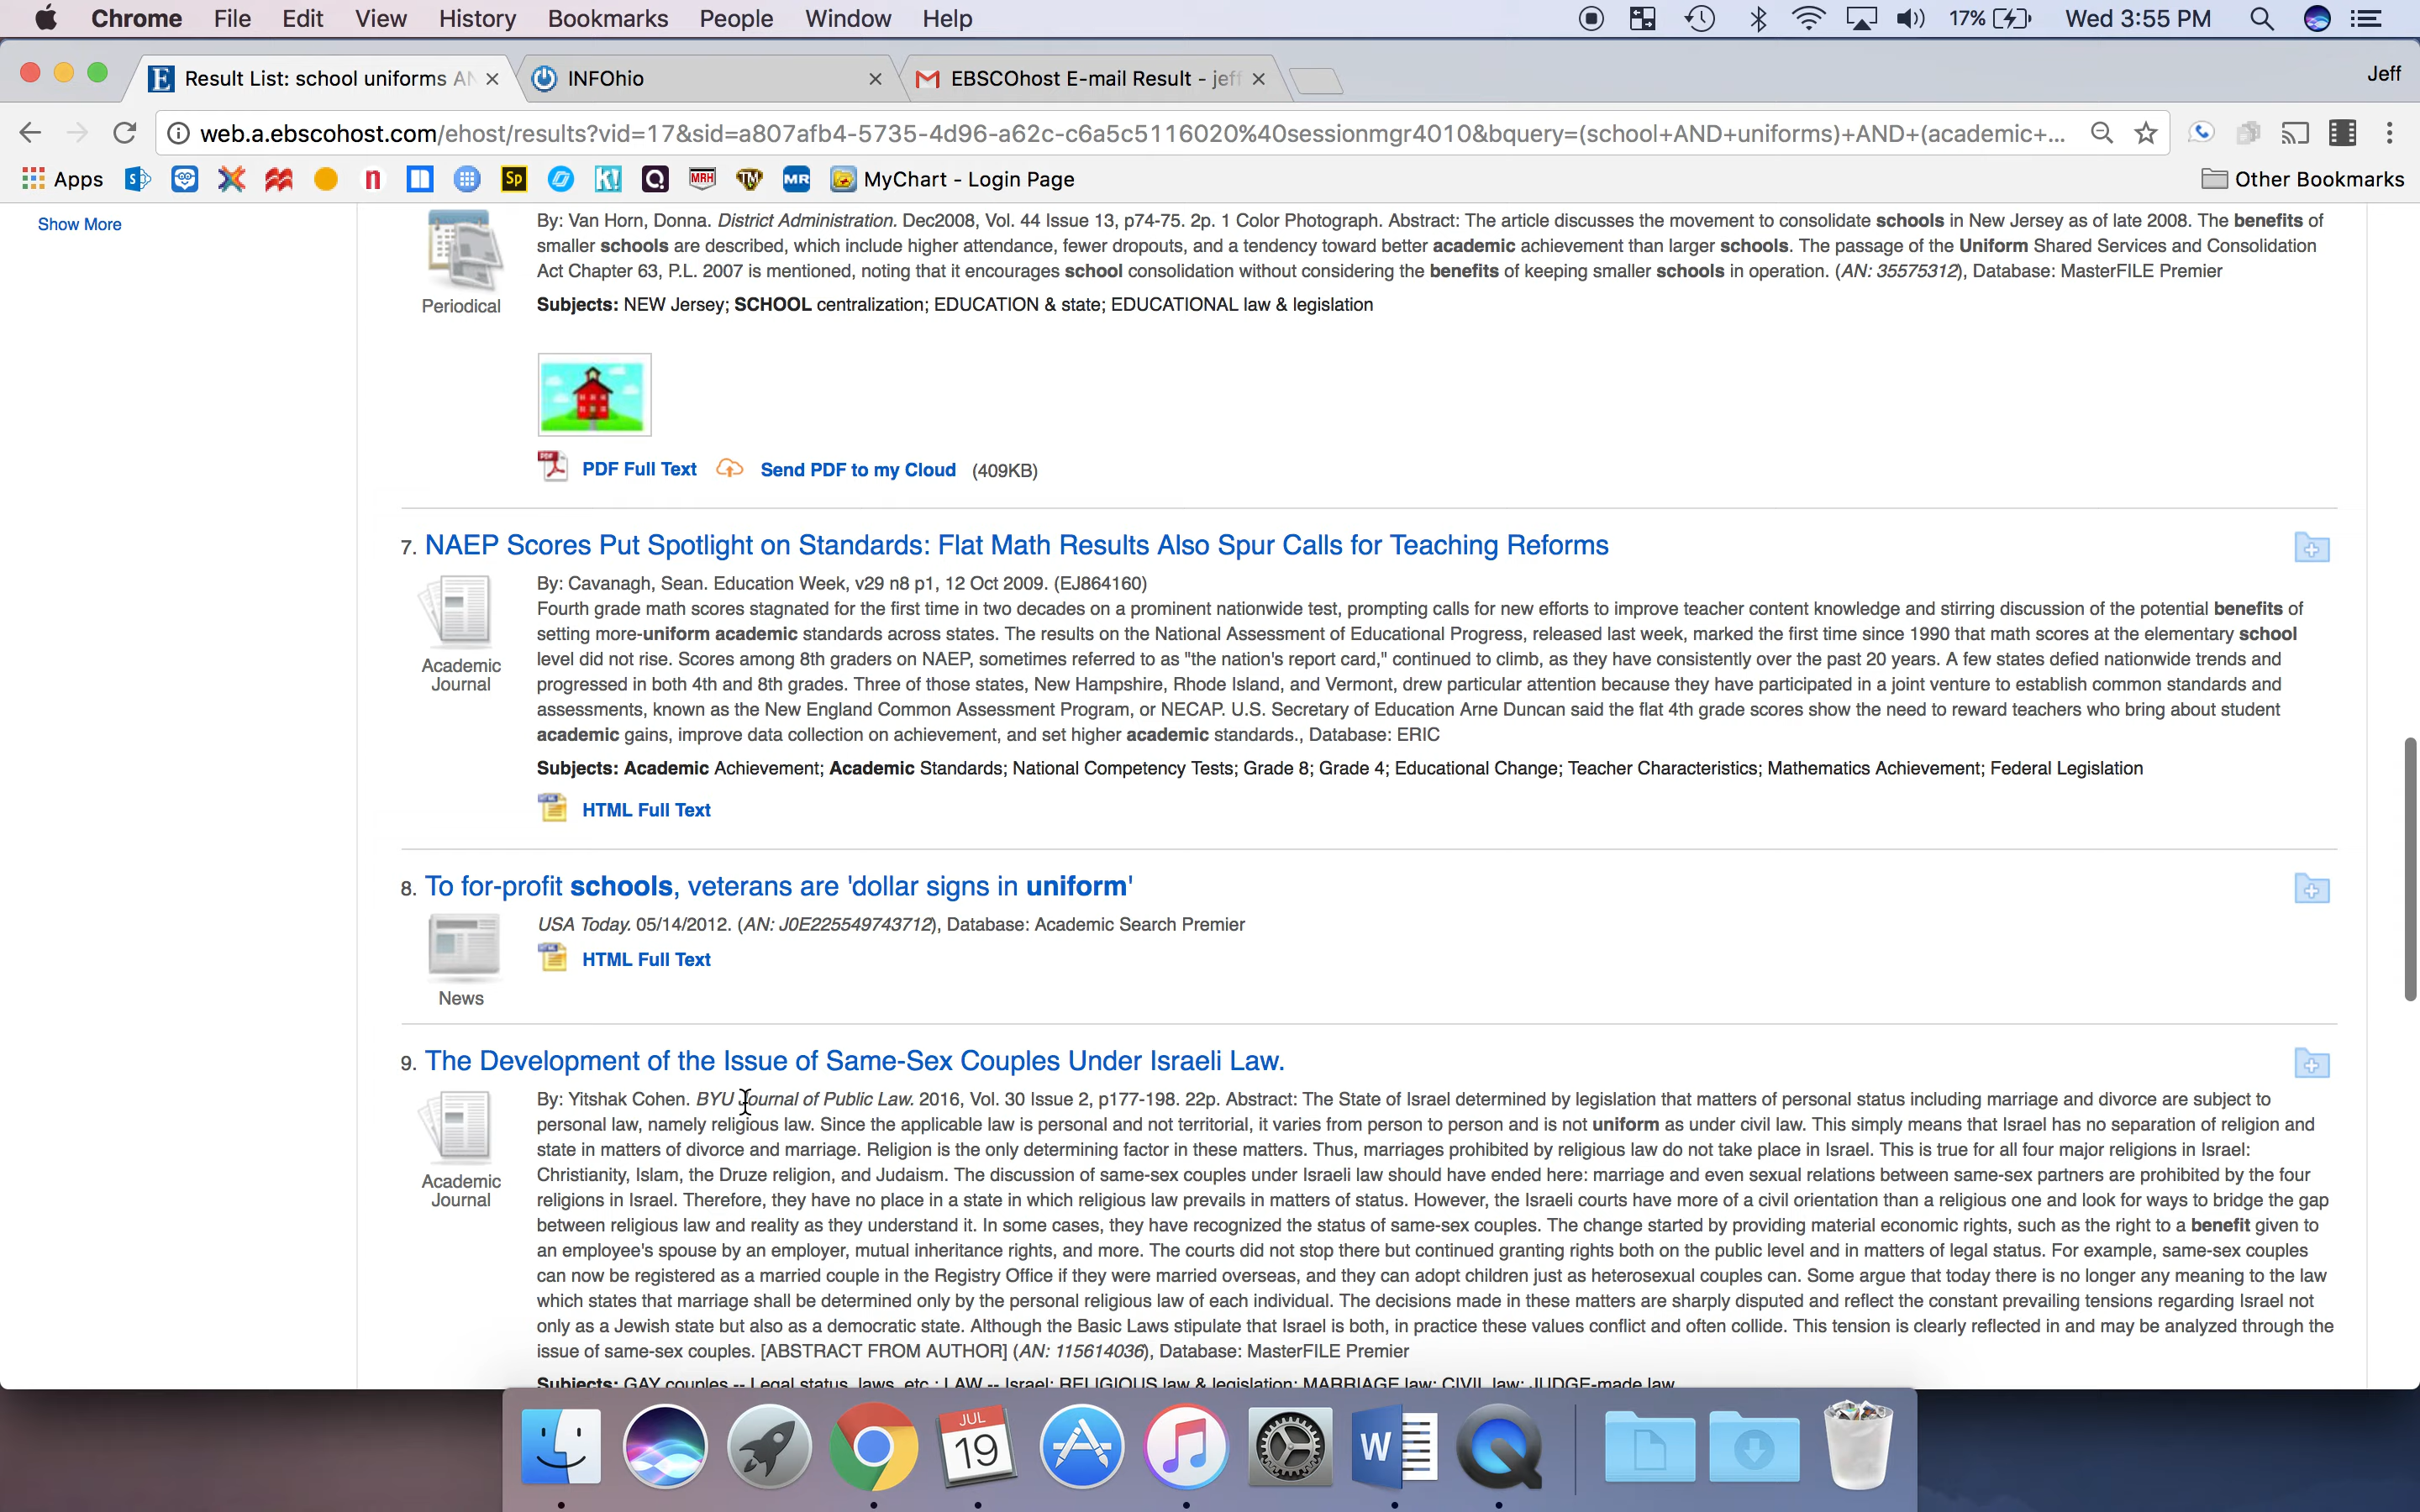 Chrome File Edit View History Bookmarks People Window Help 17% Wed 3:55 PM
Result List: school uniforms AN INFOhio EBSCOhost E-mail Result - jeff Jeff
web.a.ebscohost.com/ehost/results?vid=17&sid=a807afb4-5735-4d96-a62c-c6a5c5116020%40sessionmgr4010&bquery=(school+AND+uniforms)+AND+(academic+...
Apps S n Sp K! Q MRH TM MR MyChart - Login Page Other Bookmarks
Show More
By: Van Horn, Donna. District Administration. Dec2008, Vol. 44 Issue 13, p74-75. 2p. 1 Color Photograph. Abstract: The article discusses the movement to consolidate schools in New Jersey as of late 2008. The benefits of
smaller schools are described, which include higher attendance, fewer dropouts, and a tendency toward better academic achievement than larger schools. The passage of the Uniform Shared Services and Consolidation
Act Chapter 63, P.L. 2007 is mentioned, noting that it encourages school consolidation without considering the benefits of keeping smaller schools in operation. (AN: 35575312), Database: MasterFILE Premier
Periodical
Subjects: NEW Jersey; SCHOOL centralization; EDUCATION & state; EDUCATIONAL law & legislation
PDF Full Text Send PDF to my Cloud (409KB)
7. NAEP Scores Put Spotlight on Standards: Flat Math Results Also Spur Calls for Teaching Reforms
By: Cavanagh, Sean. Education Week, v29 n8 p1, 12 Oct 2009. (EJ864160)
Fourth grade math scores stagnated for the first time in two decades on a prominent nationwide test, prompting calls for new efforts to improve teacher content knowledge and stirring discussion of the potential benefits of
setting more-uniform academic standards across states. The results on the National Assessment of Educational Progress, released last week, marked the first time since 1990 that math scores at the elementary school
level did not rise. Scores among 8th graders on NAEP, sometimes referred to as "the nation's report card," continued to climb, as they have consistently over the past 20 years. A few states defied nationwide trends and
progressed in both 4th and 8th grades. Three of those states, New Hampshire, Rhode Island, and Vermont, drew particular attention because they have participated in a joint venture to establish common standards and
assessments, known as the New England Common Assessment Program, or NECAP. U.S. Secretary of Education Arne Duncan said the flat 4th grade scores show the need to reward teachers who bring about student
academic gains, improve data collection on achievement, and set higher academic standards., Database: ERIC
Academic
Journal
Subjects: Academic Achievement; Academic Standards; National Competency Tests; Grade 8; Grade 4; Educational Change; Teacher Characteristics; Mathematics Achievement; Federal Legislation
HTML Full Text
8. To for-profit schools, veterans are 'dollar signs in uniform'
USA Today. 05/14/2012. (AN: J0E225549743712), Database: Academic Search Premier
HTML Full Text
News
9. The Development of the Issue of Same-Sex Couples Under Israeli Law.
By: Yitshak Cohen. BYU Journal of Public Law. 2016, Vol. 30 Issue 2, p177-198. 22p. Abstract: The State of Israel determined by legislation that matters of personal status including marriage and divorce are subject to
personal law, namely religious law. Since the applicable law is personal and not territorial, it varies from person to person and is not uniform as under civil law. This simply means that Israel has no separation of religion and
state in matters of divorce and marriage. Religion is the only determining factor in these matters. Thus, marriages prohibited by religious law do not take place in Israel. This is true for all four major religions in Israel:
Christianity, Islam, the Druze religion, and Judaism. The discussion of same-sex couples under Israeli law should have ended here: marriage and even sexual relations between same-sex partners are prohibited by the four
religions in Israel. Therefore, they have no place in a state in which religious law prevails in matters of status. However, the Israeli courts have more of a civil orientation than a religious one and look for ways to bridge the gap
between religious law and reality as they understand it. In some cases, they have recognized the status of same-sex couples. The change started by providing material economic rights, such as the right to a benefit given to
an employee's spouse by an employer, mutual inheritance rights, and more. The courts did not stop there but continued granting rights both on the public level and in matters of legal status. For example, same-sex couples
can now be registered as a married couple in the Registry Office if they were married overseas, and they can adopt children just as heterosexual couples can. Some argue that today there is no longer any meaning to the law
which states that marriage shall be determined only by the personal religious law of each individual. The decisions made in these matters are sharply disputed and reflect the constant prevailing tensions regarding Israel not
only as a Jewish state but also as a democratic state. Although the Basic Laws stipulate that Israel is both, in practice these values conflict and often collide. This tension is clearly reflected in and may be analyzed through the
issue of same-sex couples. [ABSTRACT FROM AUTHOR] (AN: 115614036), Database: MasterFILE Premier
Academic
Journal
Subjects: GAY couples -- Legal status, laws, etc.; LAW -- Israel; RELIGIOUS law & legislation; MARRIAGE law; CIVIL law; JUDGE-made law
JUL
19
W